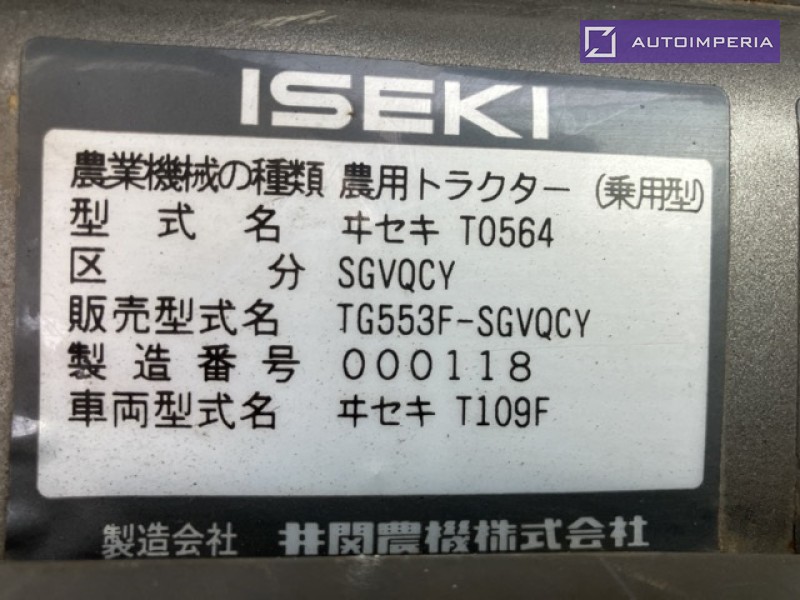 AUTOIMPERIA
ISEKI
農業機械の種類 農用トラクター (乗用型)
型式名 ヰセキ T0564
区分 SGVQCY
販売型式名 TG553F-SGVQCY
製造番号 000118
車両型式名 ヰセキ T109F
製造会社 井関農機株式会社